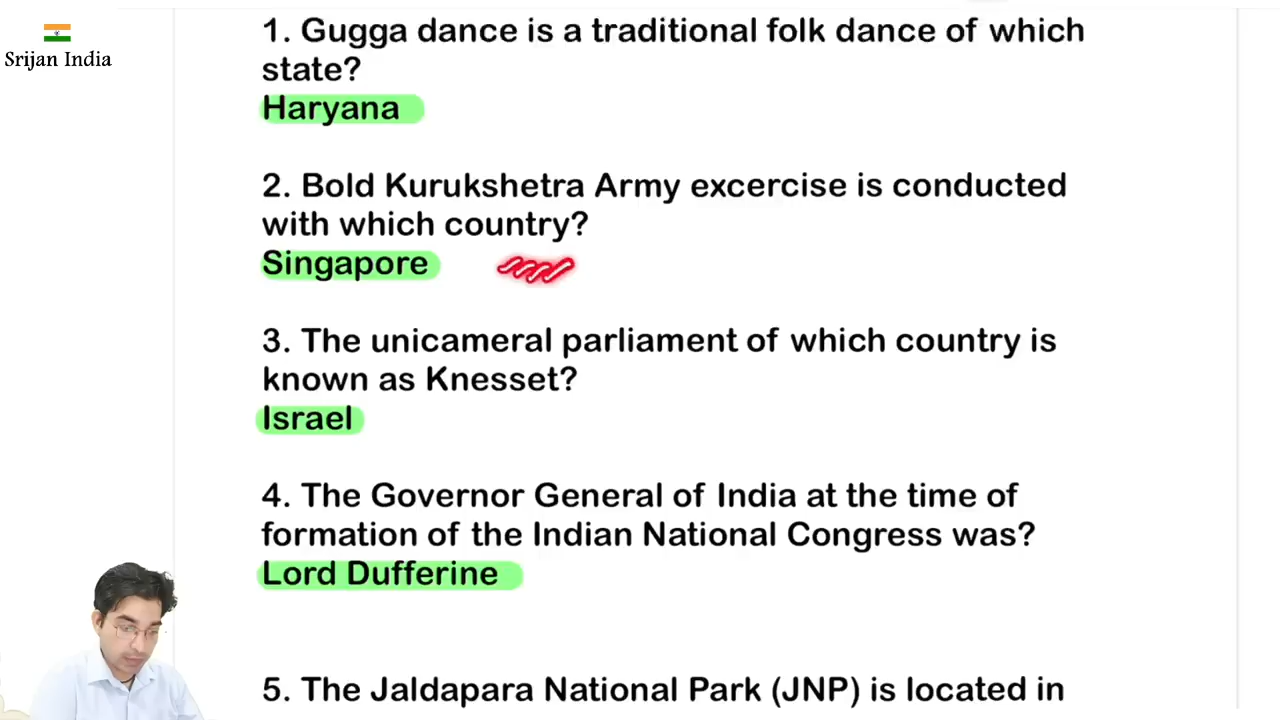 Srijan India
1. Gugga dance is a traditional folk dance of which
state?
Haryana
2. Bold Kurukshetra Army excercise is conducted
with which country?
Singapore
3. The unicameral parliament of which country is
known as Knesset?
Israel
4. The Governor General of India at the time of
formation of the Indian National Congress was?
Lord Dufferine
5. The Jaldapara National Park (JNP) is located in